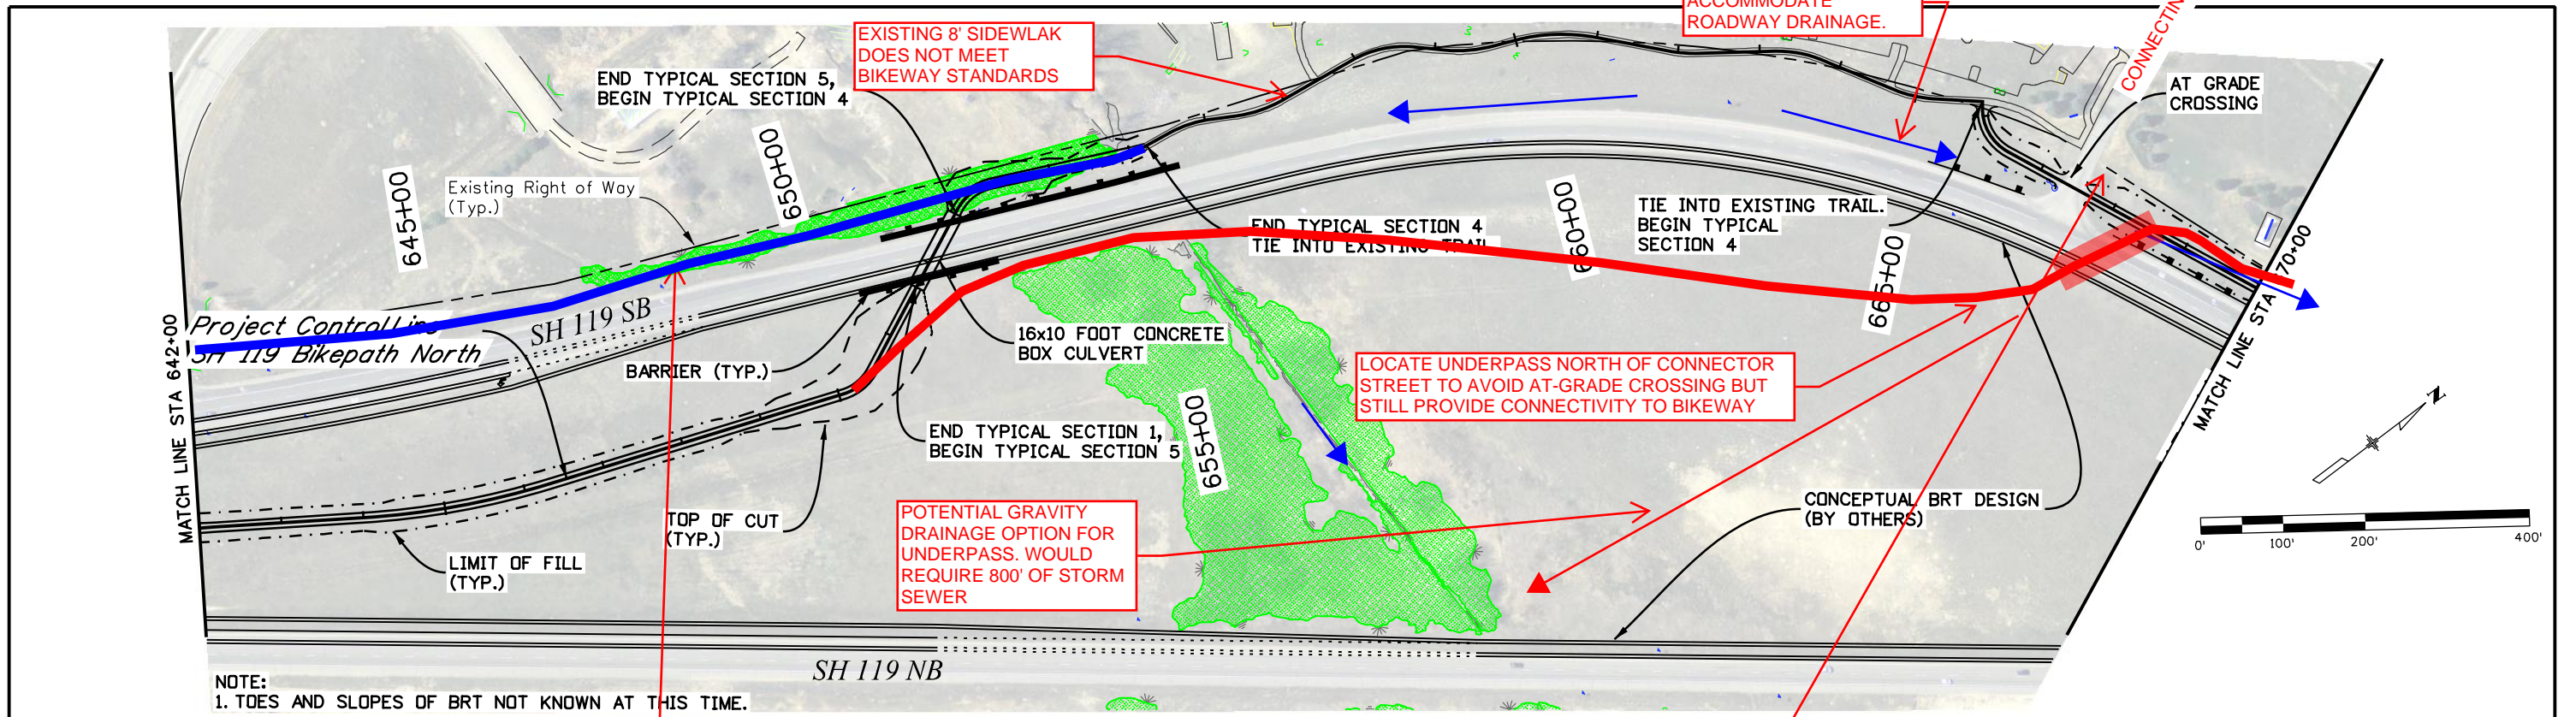 ACCOMMODATE
ROADWAY DRAINAGE.
EXISTING 8' SIDEWLAK
DOES NOT MEET
BIKEWAY STANDARDS
END TYPICAL SECTION 5,
BEGIN TYPICAL SECTION 4
AT GRADE
CROSSING
645+00
Existing Right of Way
(Typ.)
650+00
660+00
TIE INTO EXISTING TRAIL.
BEGIN TYPICAL
SECTION 4
665+00
END TYPICAL SECTION 4
TIE INTO EXISTING TRAIL
MATCH LINE STA 642+00
Project Control Line
SH 119 Bikepath North
SH 119 SB
16x10 FOOT CONCRETE
BOX CULVERT
BARRIER (TYP.)
LOCATE UNDERPASS NORTH OF CONNECTOR
STREET TO AVOID AT-GRADE CROSSING BUT
STILL PROVIDE CONNECTIVITY TO BIKEWAY
MATCH LINE STA 670+00
N
END TYPICAL SECTION 1,
BEGIN TYPICAL SECTION 5
655+00
TOP OF CUT
(TYP.)
POTENTIAL GRAVITY
DRAINAGE OPTION FOR
UNDERPASS. WOULD
REQUIRE 800' OF STORM
SEWER
CONCEPTUAL BRT DESIGN
(BY OTHERS)
0' 100' 200' 400'
LIMIT OF FILL
(TYP.)
SH 119 NB
NOTE:
1. TOES AND SLOPES OF BRT NOT KNOWN AT THIS TIME.